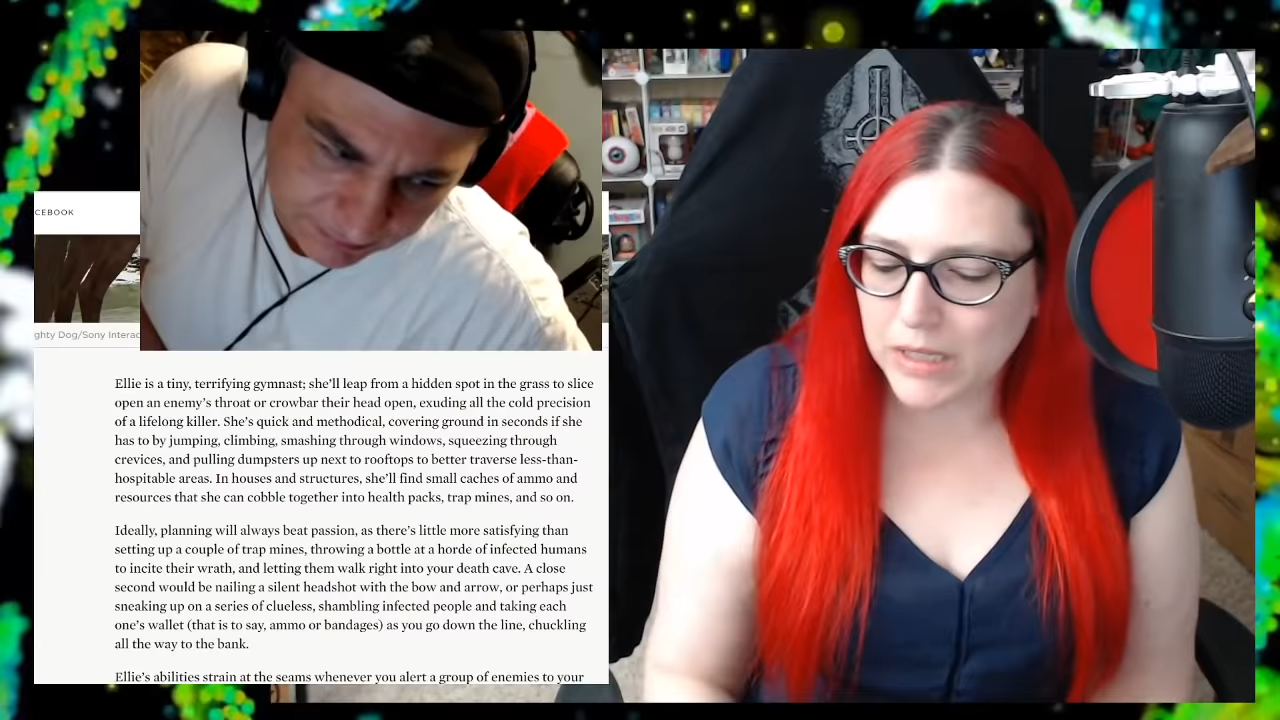 CEBOOK
ghty Dog/Sony Interac
Ellie is a tiny, terrifying gymnast; she’ll leap from a hidden spot in the grass to slice
open an enemy’s throat or crowbar their head open, exuding all the cold precision
of a lifelong killer. She’s quick and methodical, covering ground in seconds if she
has to by jumping, climbing, smashing through windows, squeezing through
crevices, and pulling dumpsters up next to rooftops to better traverse less-than-
hospitable areas. In houses and structures, she’ll find small caches of ammo and
resources that she can cobble together into health packs, trap mines, and so on.
Ideally, planning will always beat passion, as there’s little more satisfying than
setting up a couple of trap mines, throwing a bottle at a horde of infected humans
to incite their wrath, and letting them walk right into your death cave. A close
second would be nailing a silent headshot with the bow and arrow, or perhaps just
sneaking up on a series of clueless, shambling infected people and taking each
one’s wallet (that is to say, ammo or bandages) as you go down the line, chuckling
all the way to the bank.
Ellie’s abilities strain at the seams whenever you alert a group of enemies to your